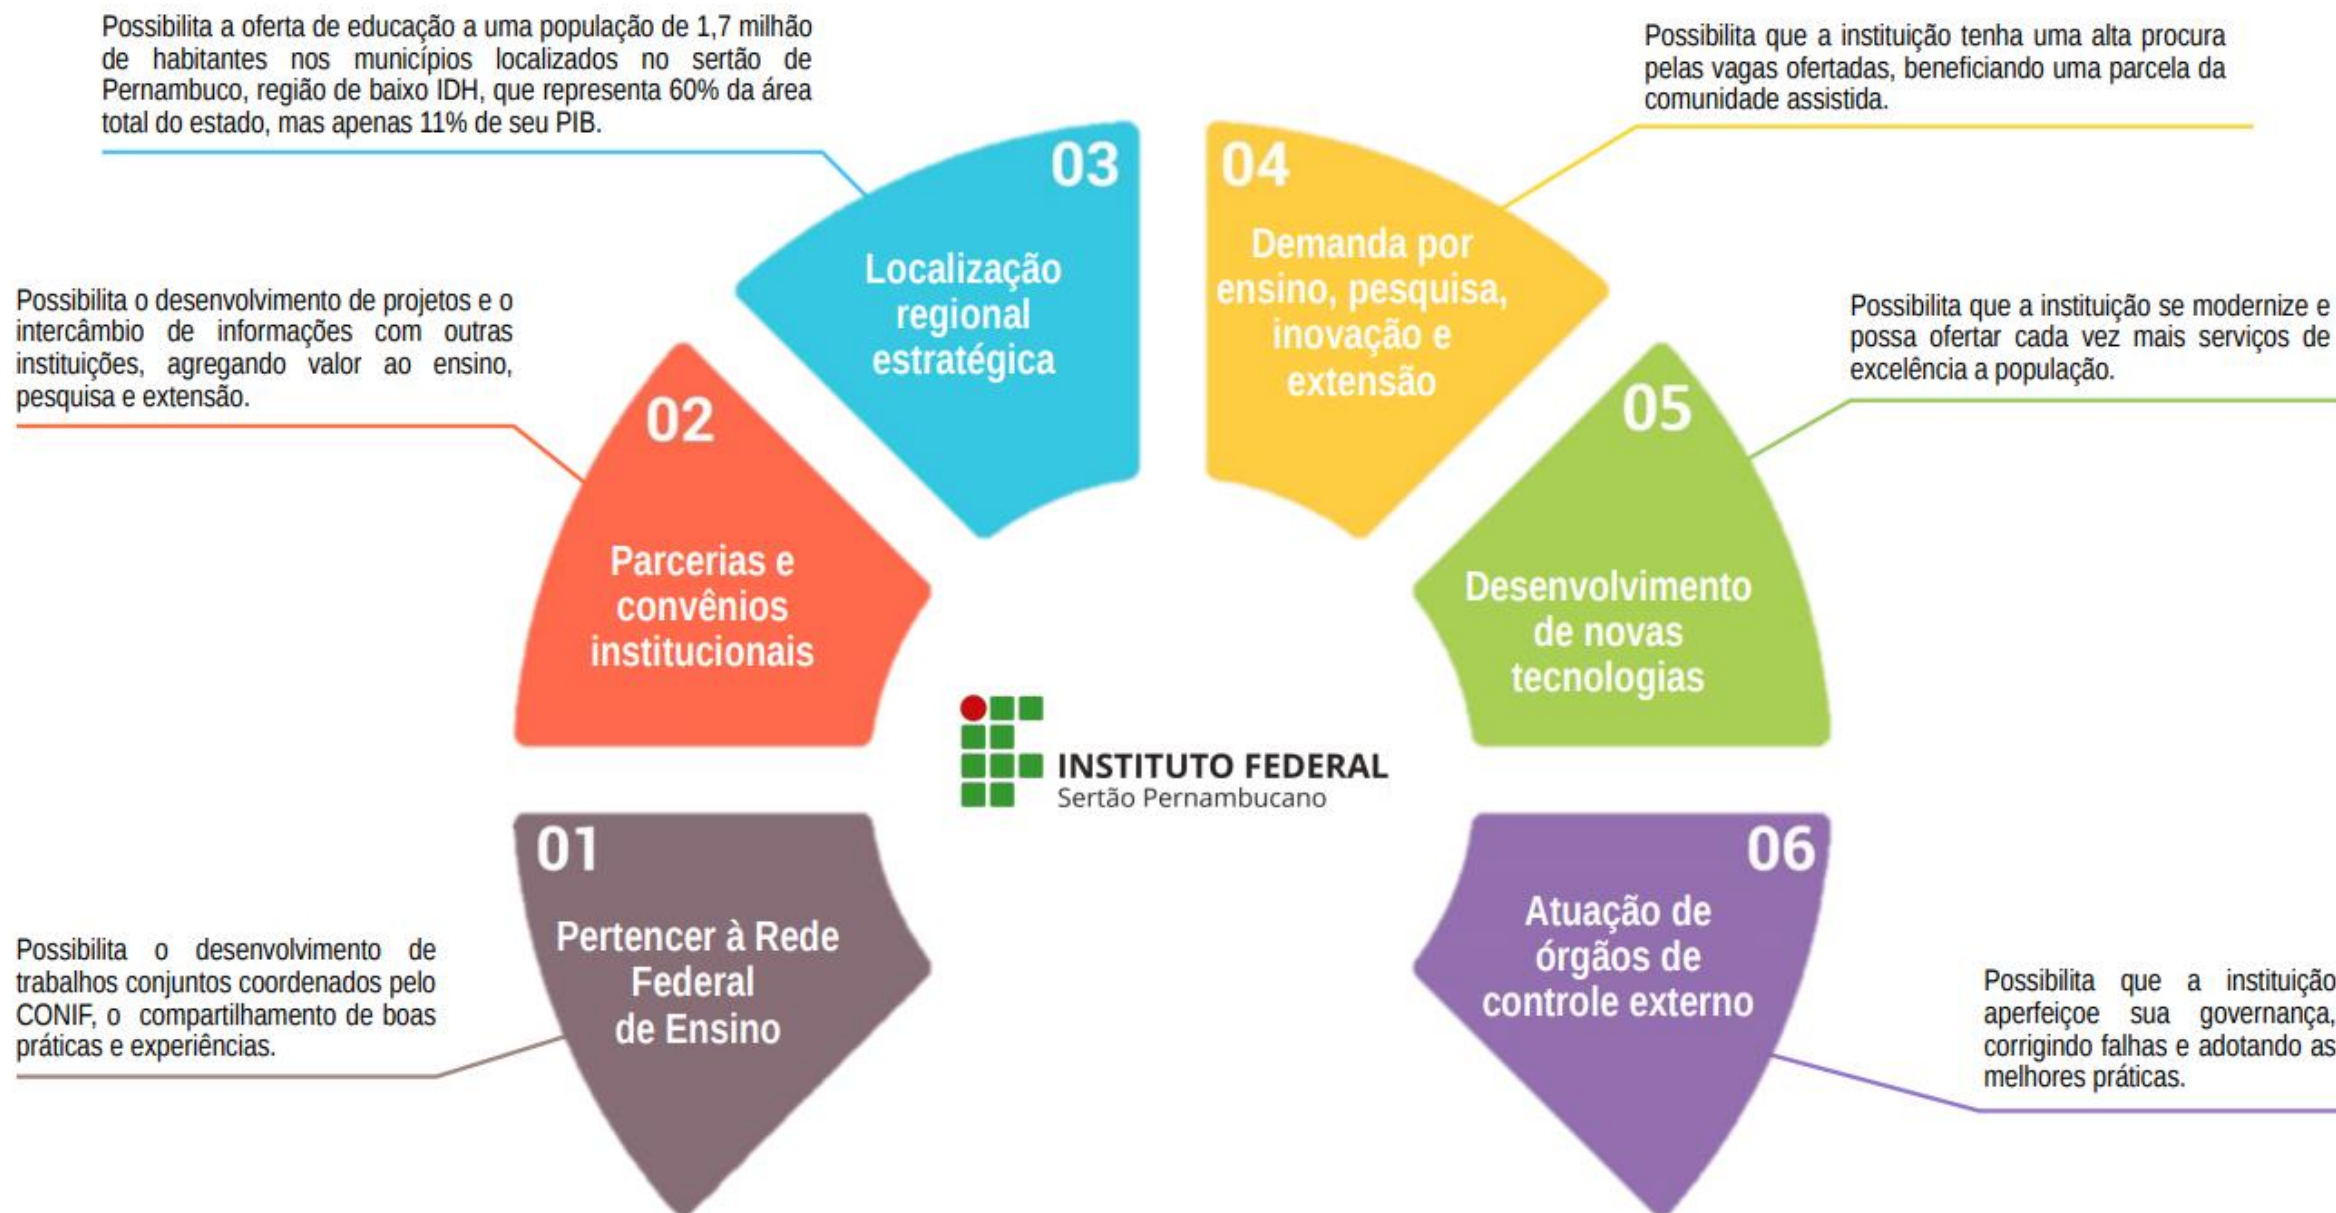 Possibilita a oferta de educação a uma população de 1,7 milhão
de habitantes nos municípios localizados no sertão de
Pernambuco, região de baixo IDH, que representa 60% da área
total do estado, mas apenas 11% de seu PIB.
Possibilita que a instituição tenha uma alta procura
pelas vagas ofertadas, beneficiando uma parcela da
comunidade assistida.
03
Localização
regional
estratégica
04
Demanda por
ensino, pesquisa,
inovação e
extensão
Possibilita o desenvolvimento de projetos e o
intercâmbio de informações com outras
instituições, agregando valor ao ensino,
pesquisa e extensão.
02
Parcerias e
convênios
institucionais
Possibilita que a instituição se modernize e
possa ofertar cada vez mais serviços de
excelência a população.
05
Desenvolvimento
de novas
tecnologias
INSTITUTO FEDERAL
Sertão Pernambucano
01
Pertencer à Rede
Federal
de Ensino
Possibilita o desenvolvimento de
trabalhos conjuntos coordenados pelo
CONIF, o compartilhamento de boas
práticas e experiências.
06
Atuação de
órgãos de
controle externo
Possibilita que a instituição
aperfeiçoe sua governança,
corrigindo falhas e adotando as
melhores práticas.